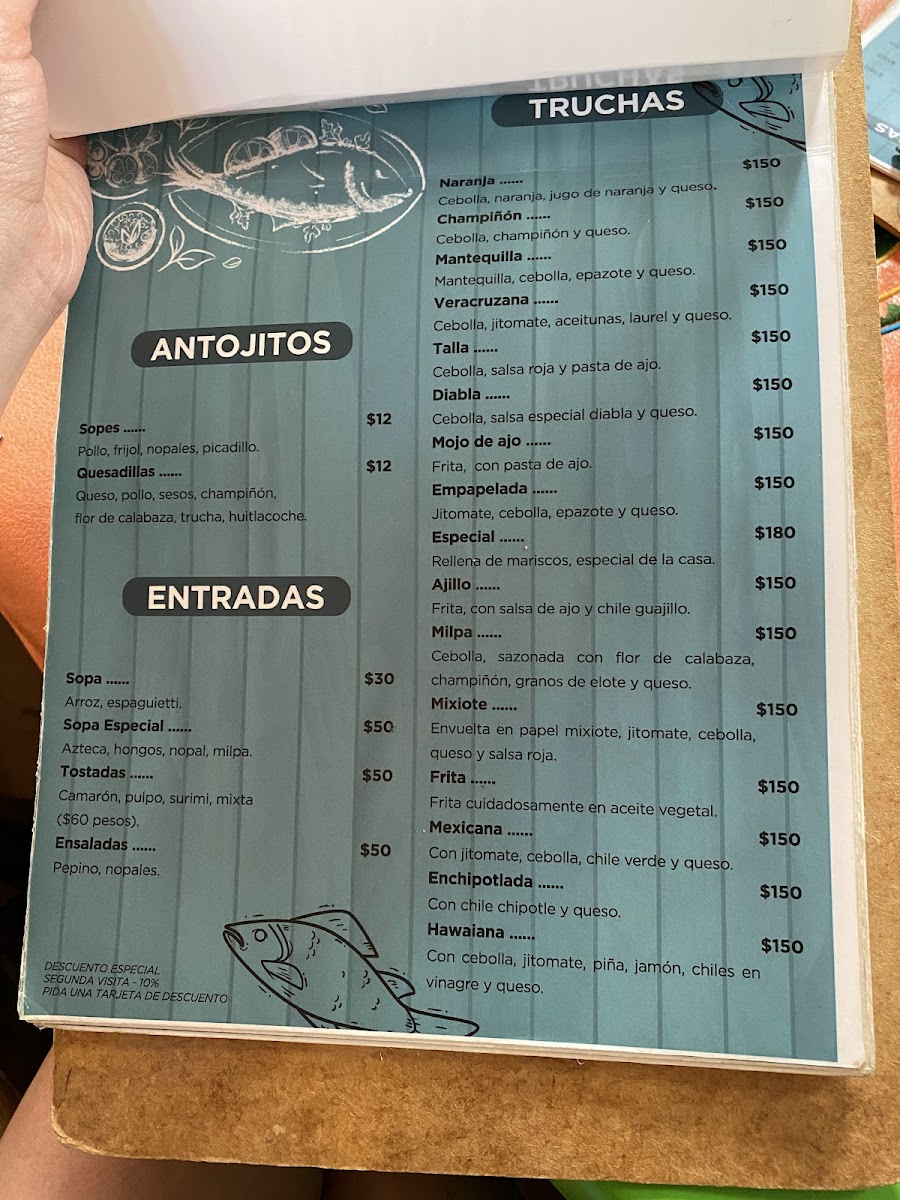 ANTOJITOS
Sopes ...... $12
Pollo, frijol, nopales, picadillo.
Quesadillas ...... $12
Queso, pollo, sesos, champiñón,
flor de calabaza, trucha, huitlacoche.
ENTRADAS
Sopa ...... $30
Arroz, espaguietti.
Sopa Especial ...... $50
Azteca, hongos, nopal, milpa.
Tostadas ...... $50
Camarón, pulpo, surimi, mixta
($60 pesos).
Ensaladas ...... $50
Pepino, nopales.
DESCUENTO ESPECIAL
SEGUNDA VISITA - 10%
PIDA UNA TARJETA DE DESCUENTO
TRUCHAS
Naranja ...... $150
Cebolla, naranja, jugo de naranja y queso.
Champiñón ...... $150
Cebolla, champiñón y queso.
Mantequilla ...... $150
Mantequilla, cebolla, epazote y queso.
Veracruzana ...... $150
Cebolla, jitomate, aceitunas, laurel y queso.
Talla ...... $150
Cebolla, salsa roja y pasta de ajo.
Diabla ...... $150
Cebolla, salsa especial diabla y queso.
Mojo de ajo ...... $150
Frita, con pasta de ajo.
Empapelada ...... $150
Jitomate, cebolla, epazote y queso.
Especial ...... $180
Rellena de mariscos, especial de la casa.
Ajillo ...... $150
Frita, con salsa de ajo y chile guajillo.
Milpa ...... $150
Cebolla, sazonada con flor de calabaza,
champiñón, granos de elote y queso.
Mixiote ...... $150
Envuelta en papel mixiote, jitomate, cebolla,
queso y salsa roja.
Frita ...... $150
Frita cuidadosamente en aceite vegetal.
Mexicana ...... $150
Con jitomate, cebolla, chile verde y queso.
Enchipotlada ...... $150
Con chile chipotle y queso.
Hawaiana ...... $150
Con cebolla, jitomate, piña, jamón, chiles en
vinagre y queso.